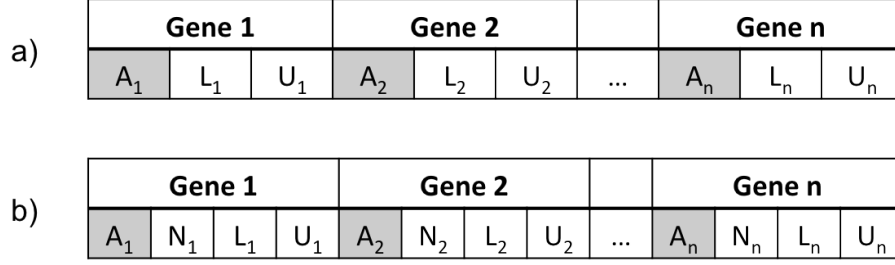 a)
Gene 1 Gene 2 Gene n
A₁ L₁ U₁ A₂ L₂ U₂ ... Aₙ Lₙ Uₙ
b)
Gene 1 Gene 2 Gene n
A₁ N₁ L₁ U₁ A₂ N₂ L₂ U₂ ... Aₙ Nₙ Lₙ Uₙ